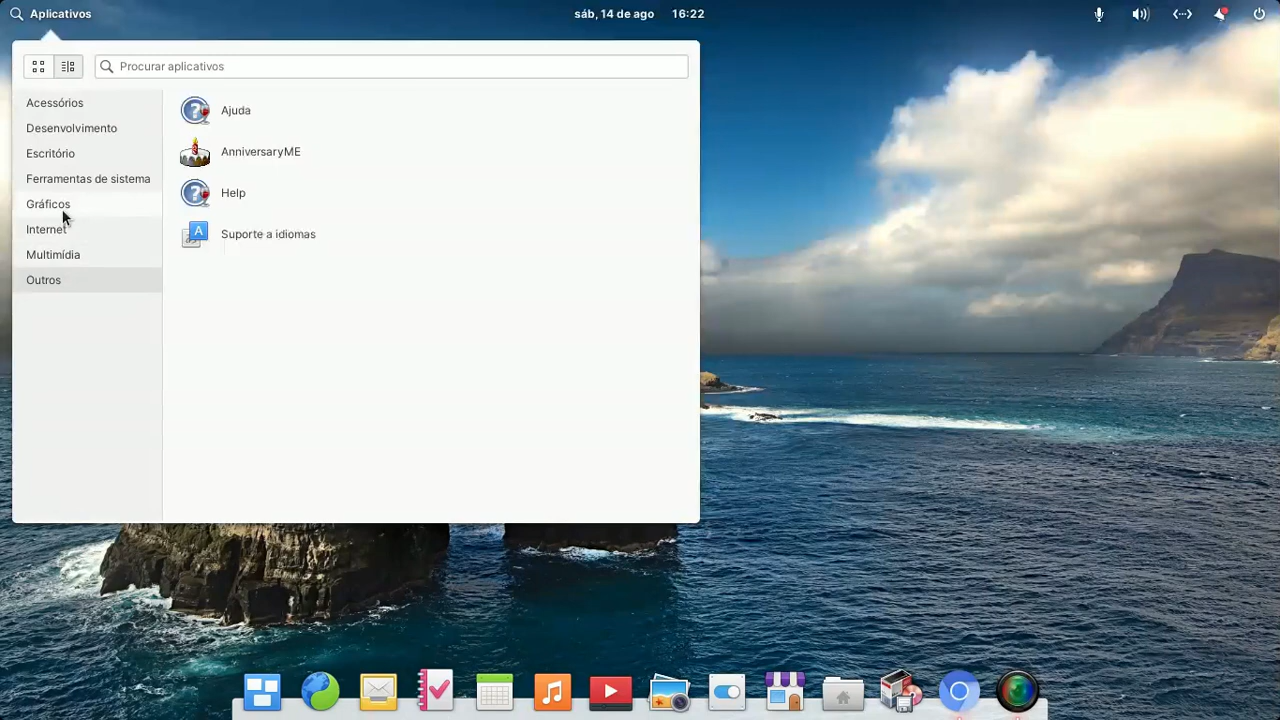 Aplicativos
sáb, 14 de ago 16:22
Procurar aplicativos
Acessórios
Desenvolvimento
Escritório
Ferramentas de sistema
Gráficos
Internet
Multimídia
Outros
Ajuda
AnniversaryME
Help
Suporte a idiomas